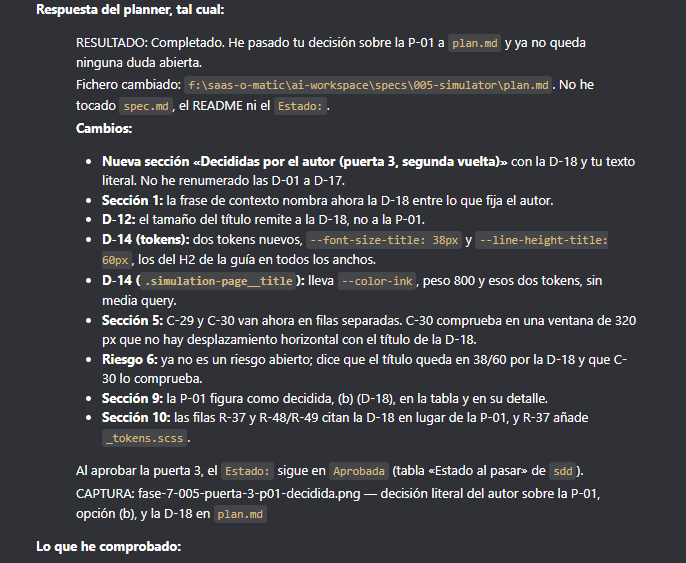 Respuesta del planner, tal cual:
RESULTADO: Completado. He pasado tu decisión sobre la P-01 a plan.md y ya no queda
ninguna duda abierta.
Fichero cambiado: f:\saas-o-matic\ai-workspace\specs\005-simulator\plan.md. No he
tocado spec.md, el README ni el Estado:.
Cambios:
• Nueva sección «Decididas por el autor (puerta 3, segunda vuelta)» con la D-18 y tu texto
literal. No he renumerado las D-01 a D-17.
• Sección 1: la frase de contexto nombra ahora la D-18 entre lo que fija el autor.
• D-12: el tamaño del título remite a la D-18, no a la P-01.
• D-14 (tokens): dos tokens nuevos, --font-size-title: 38px y --line-height-title:
60px, los del H2 de la guía en todos los anchos.
• D-14 (.simulation-page__title): lleva --color-ink, peso 800 y esos dos tokens, sin
media query.
• Sección 5: C-29 y C-30 van ahora en filas separadas. C-30 comprueba en una ventana de 320
px que no hay desplazamiento horizontal con el título de la D-18.
• Riesgo 6: ya no es un riesgo abierto; dice que el título queda en 38/60 por la D-18 y que C-
30 lo comprueba.
• Sección 9: la P-01 figura como decidida, (b) (D-18), en la tabla y en su detalle.
• Sección 10: las filas R-37 y R-48/R-49 citan la D-18 en lugar de la P-01, y R-37 añade
_tokens.scss.
Al aprobar la puerta 3, el Estado: sigue en Aprobada (tabla «Estado al pasar» de sdd).
CAPTURA: fase-7-005-puerta-3-p01-decidida.png — decisión literal del autor sobre la P-01,
opción (b), y la D-18 en plan.md
Lo que he comprobado: